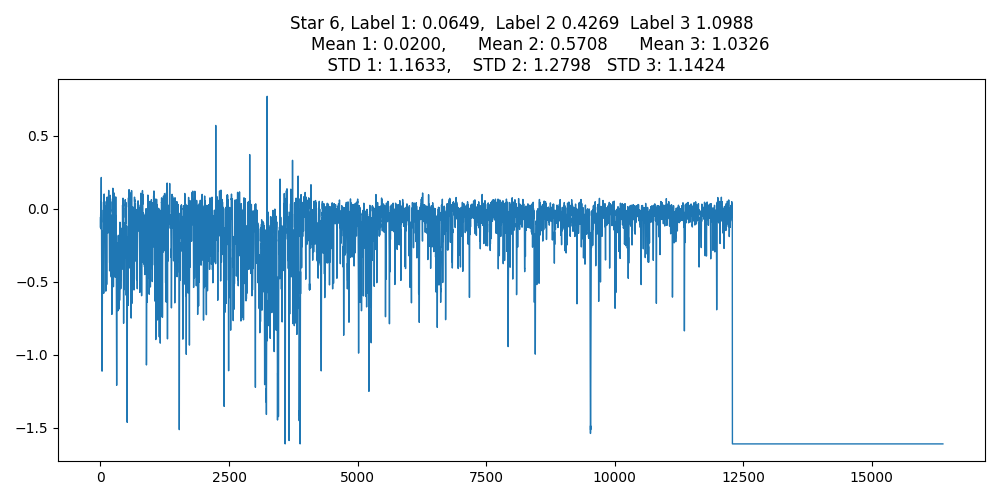 Star 6, Label 1: 0.0649,  Label 2 0.4269  Label 3 1.0988
Mean 1: 0.0200,      Mean 2: 0.5708      Mean 3: 1.0326
STD 1: 1.1633,    STD 2: 1.2798   STD 3: 1.1424
0.5
0.0
−0.5
−1.0
−1.5
0 2500 5000 7500 10000 12500 15000